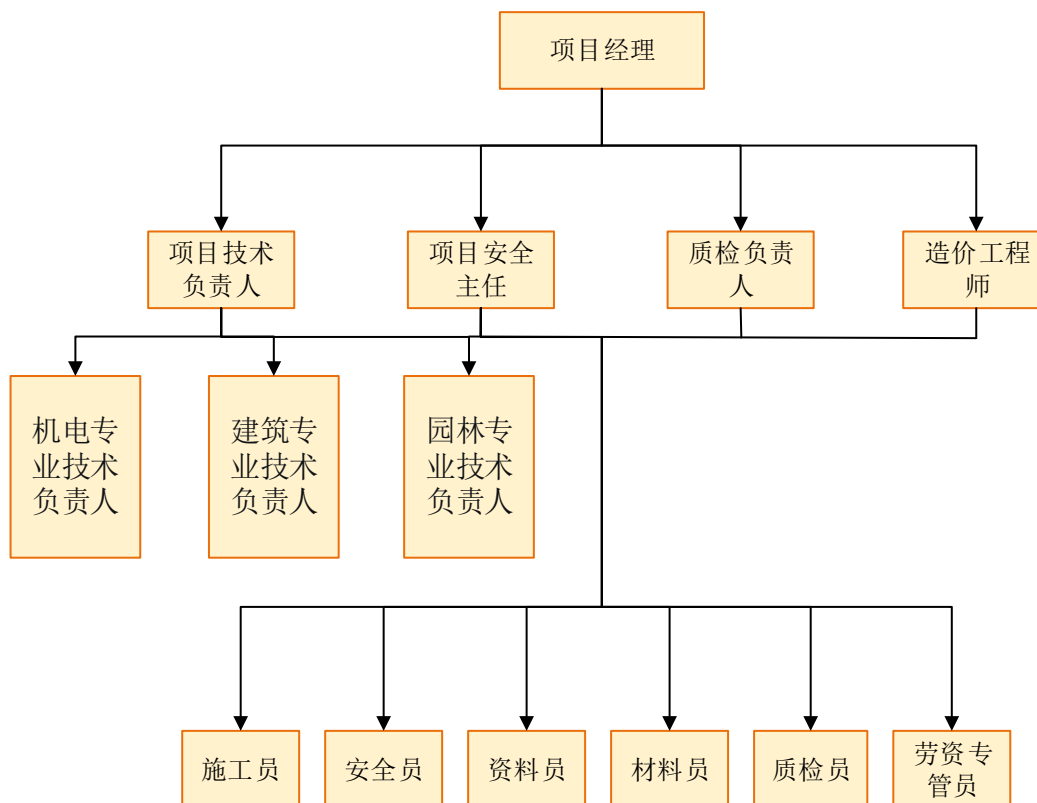 项目经理
项目技术
负责人
项目安全
主任
质检负责
人
造价工程
师
机电专
业技术
负责人
建筑专
业技术
负责人
园林专
业技术
负责人
施工员
安全员
资料员
材料员
质检员
劳资专
管员